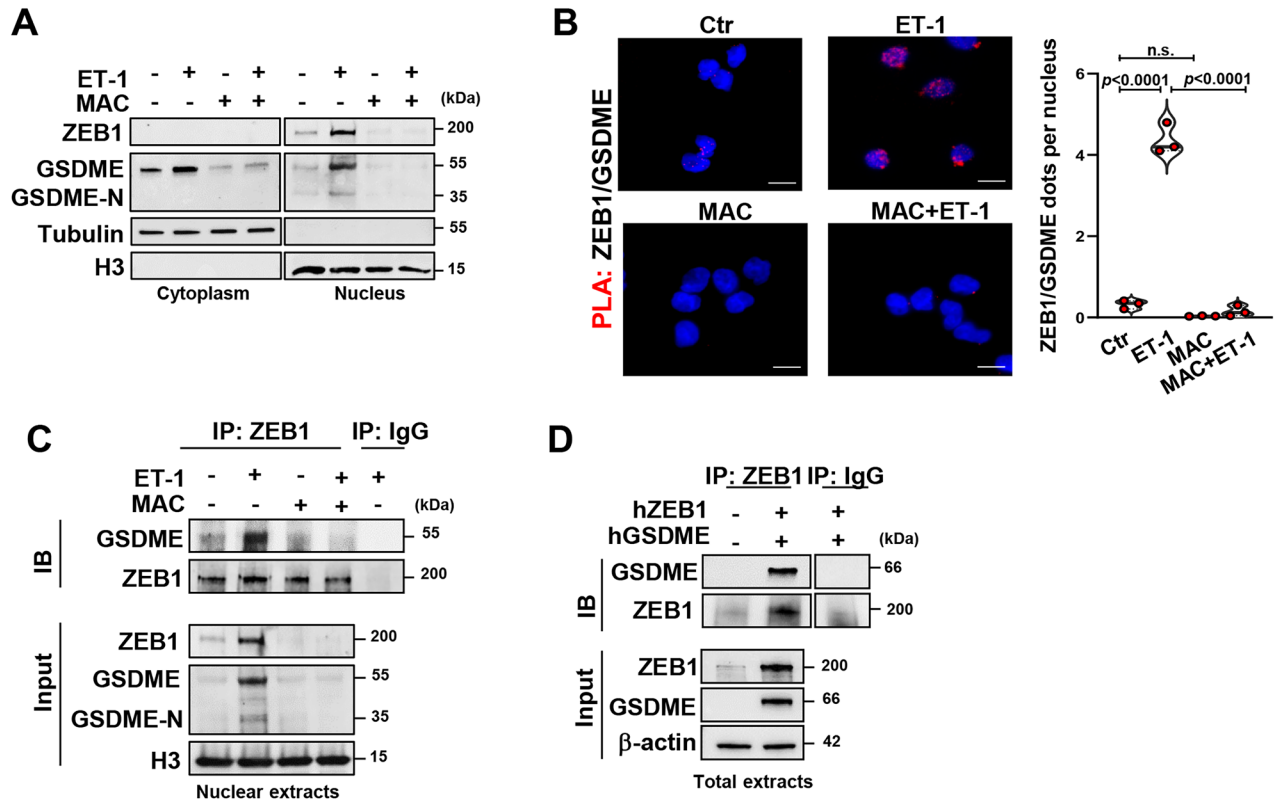 A
ET-1 - + - + - + - +
MAC - - + + - - + + (kDa)
ZEB1 200
GSDME 55
GSDME-N 35
Tubulin 55
H3 15
Cytoplasm Nucleus
B
PLA: ZEB1/GSDME
Ctr ET-1
MAC MAC+ET-1
ZEB1/GSDME dots per nucleus
n.s.
p<0.0001 p<0.0001
6
4
2
0
Ctr ET-1 MAC MAC+ET-1
C
IP: ZEB1 IP: IgG
ET-1 - + - + +
MAC - - + + - (kDa)
IB
GSDME 55
ZEB1 200
Input
ZEB1 200
GSDME 55
GSDME-N 35
H3 15
Nuclear extracts
D
IP: ZEB1 IP: IgG
hZEB1 - + +
hGSDME - + + (kDa)
IB
GSDME 66
ZEB1 200
Input
ZEB1 200
GSDME 66
β-actin 42
Total extracts